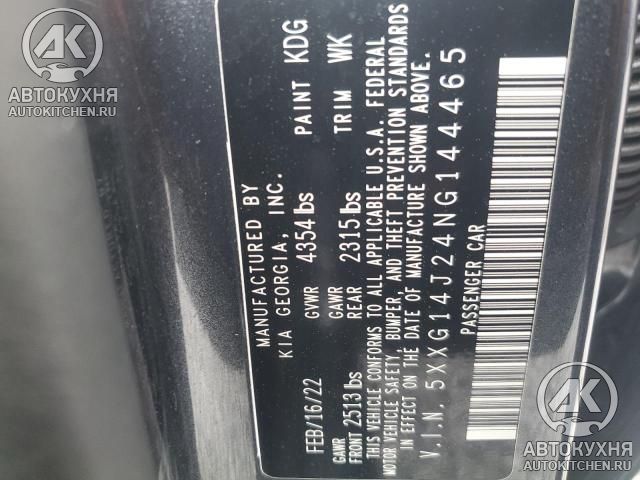 MANUFACTURED BY
KIA GEORGIA, INC.
FEB/16/22 GVWR 4354 lbs PAINT KDG
GAWR FRONT 2513 lbs GAWR REAR 2315 lbs TRIM WK
THIS VEHICLE CONFORMS TO ALL APPLICABLE U.S.A. FEDERAL
MOTOR VEHICLE SAFETY, BUMPER, AND THEFT PREVENTION STANDARDS
IN EFFECT ON THE DATE OF MANUFACTURE SHOWN ABOVE.
V.I.N. 5XXG14J24NG144465
PASSENGER CAR
АК
АВТОКУХНЯ
AUTOKITCHEN.RU
АК
АВТОКУХНЯ
AUTOKITCHEN.RU